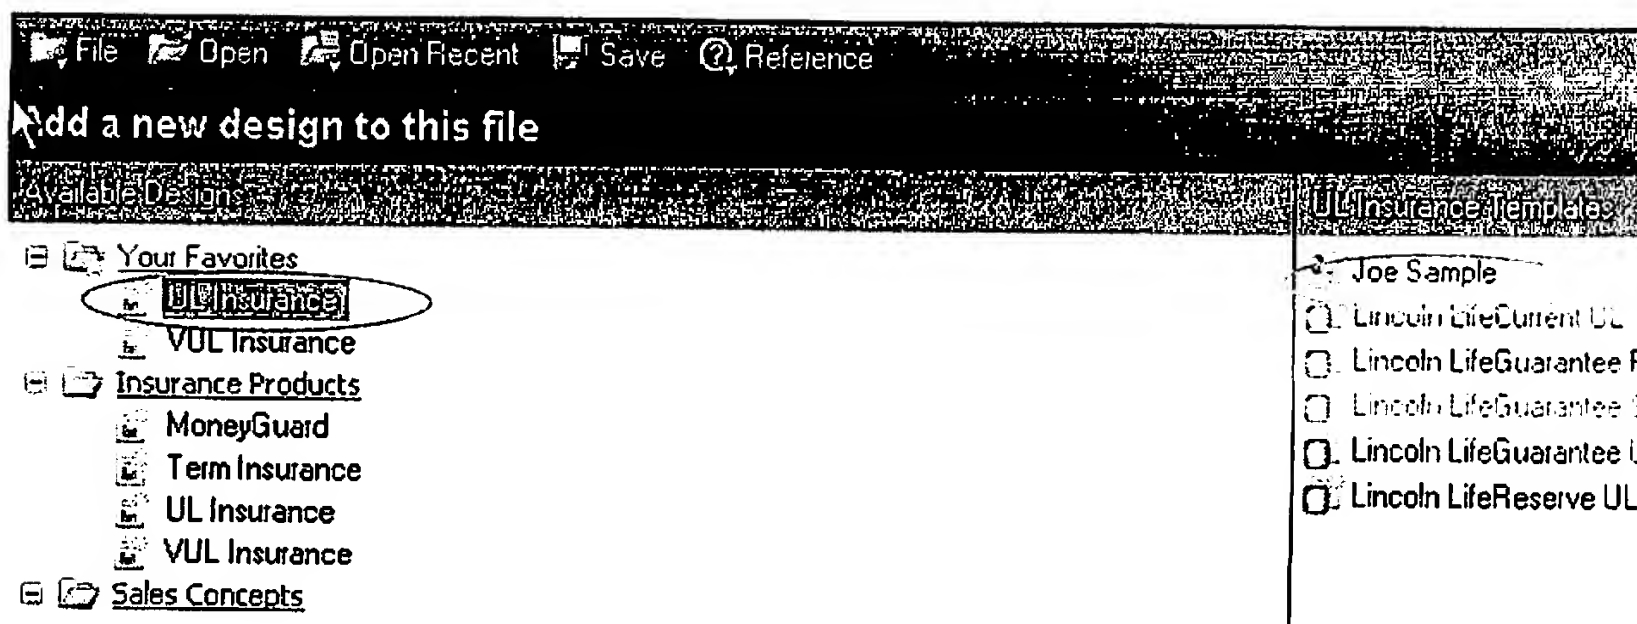 File Open Open Recent Save Reference
Add a new design to this file
Available Designs
Your Favorites
UL Insurance
VUL Insurance
Insurance Products
MoneyGuard
Term Insurance
UL Insurance
VUL Insurance
Sales Concepts
UL Insurance Templates
Joe Sample
Lincoln LifeCurrent UL
Lincoln LifeGuarantee
Lincoln LifeGuarantee
Lincoln LifeGuarantee
Lincoln LifeReserve UL